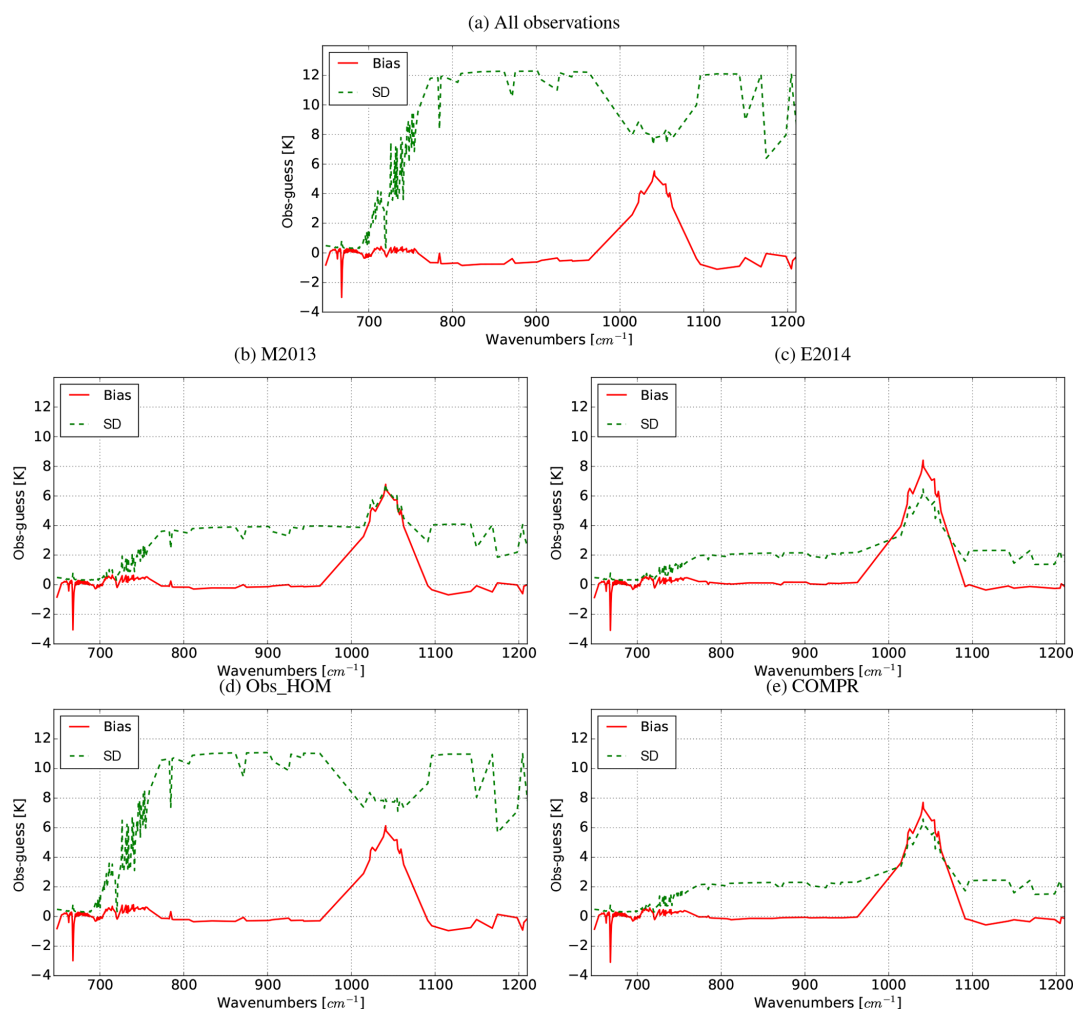 (a) All observations
Bias
SD
Obs-guess [K]
12
10
8
6
4
2
0
−2
−4
700 800 900 1000 1100 1200
Wavenumbers [cm⁻¹]
(b) M2013
Bias
SD
Obs-guess [K]
12
10
8
6
4
2
0
−2
−4
700 800 900 1000 1100 1200
Wavenumbers [cm⁻¹]
(c) E2014
Bias
SD
Obs-guess [K]
12
10
8
6
4
2
0
−2
−4
700 800 900 1000 1100 1200
Wavenumbers [cm⁻¹]
(d) Obs_HOM
Bias
SD
Obs-guess [K]
12
10
8
6
4
2
0
−2
−4
700 800 900 1000 1100 1200
Wavenumbers [cm⁻¹]
(e) COMPR
Bias
SD
Obs-guess [K]
12
10
8
6
4
2
0
−2
−4
700 800 900 1000 1100 1200
Wavenumbers [cm⁻¹]